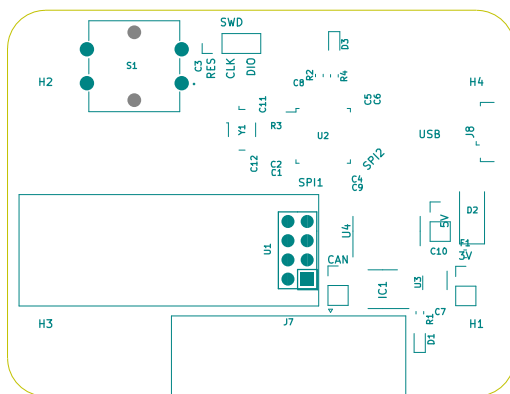 SWD
S1
C3
RES
CLK
DIO
D3
H2
C8
R2
R4
H4
C11
C5
C6
Y1
R3
U2
USB
J8
C12
C2
C1
SPI2
SPI1
C4
C9
U4
5V
D2
U1
C10
F1
3V
CAN
IC1
U3
C7
R1
H3
J7
H1
D1